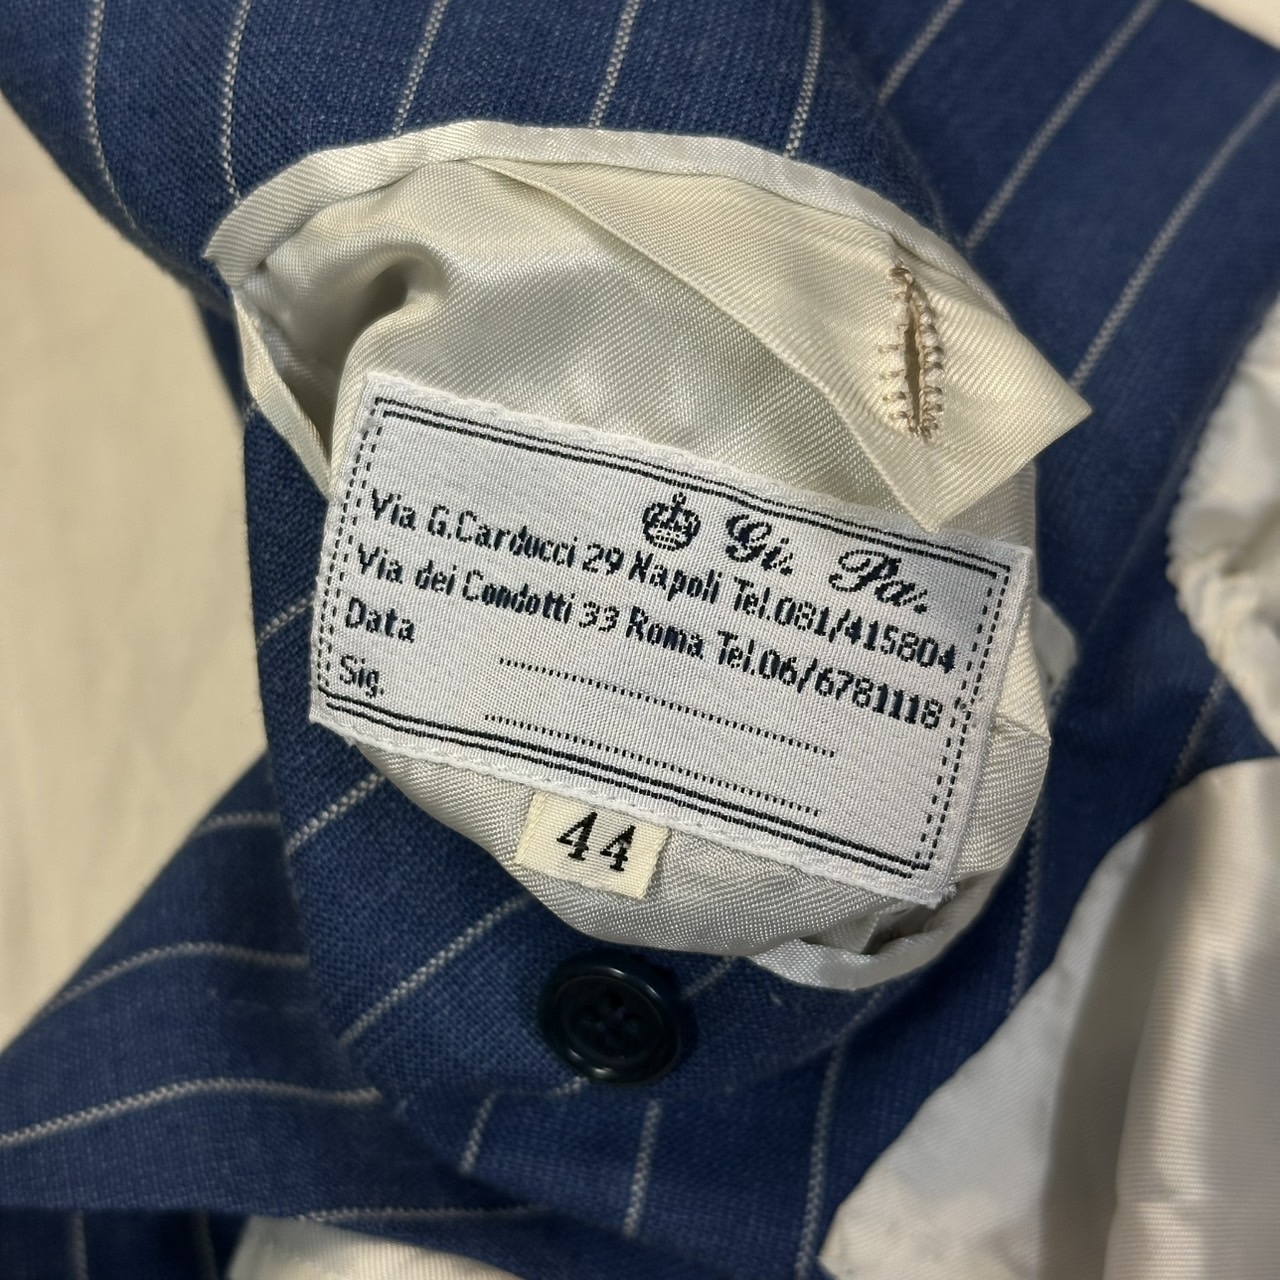 Gi. Pa.
Via G.Carducci 29 Napoli Tel.081/415804
Via dei Condotti 33 Roma Tel.06/6781118
Data
Sig.
44